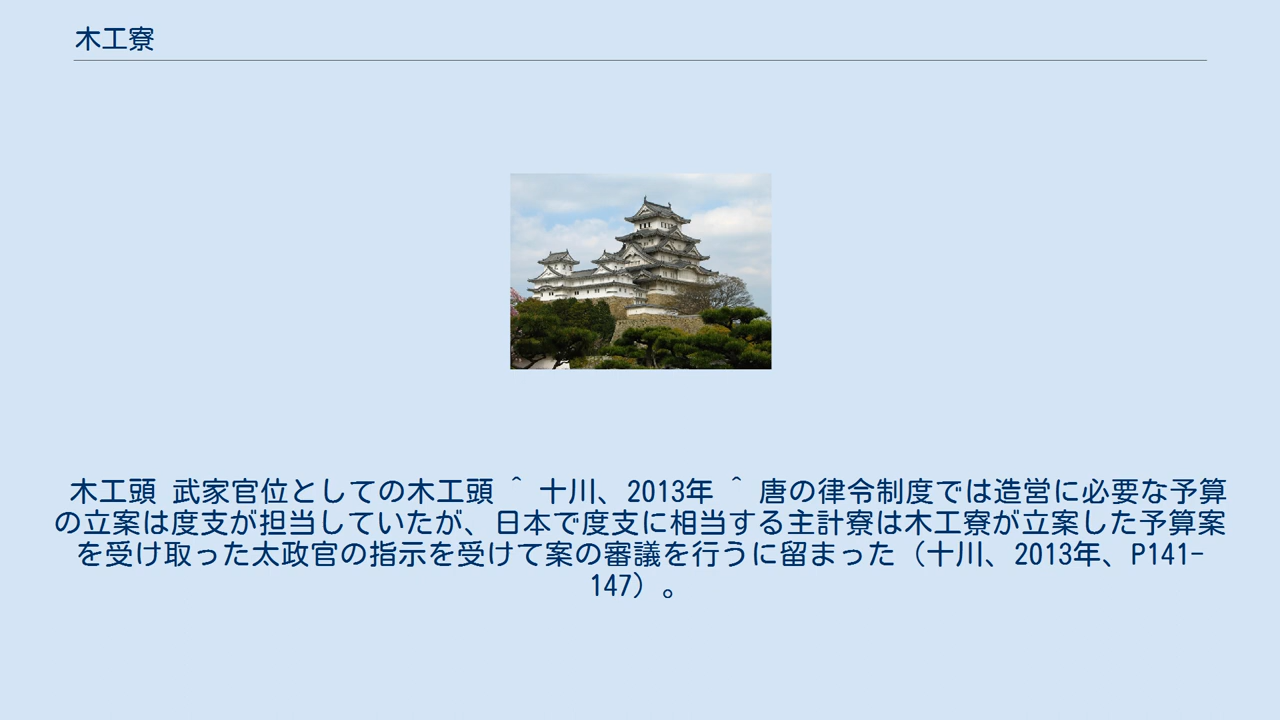 木工寮
木工頭 武家官位としての木工頭 ^ 十川、2013年 ^ 唐の律令制度では造営に必要な予算
の立案は度支が担当していたが、日本で度支に相当する主計寮は木工寮が立案した予算案
を受け取った太政官の指示を受けて案の審議を行うに留まった（十川、2013年、P141-
147）。